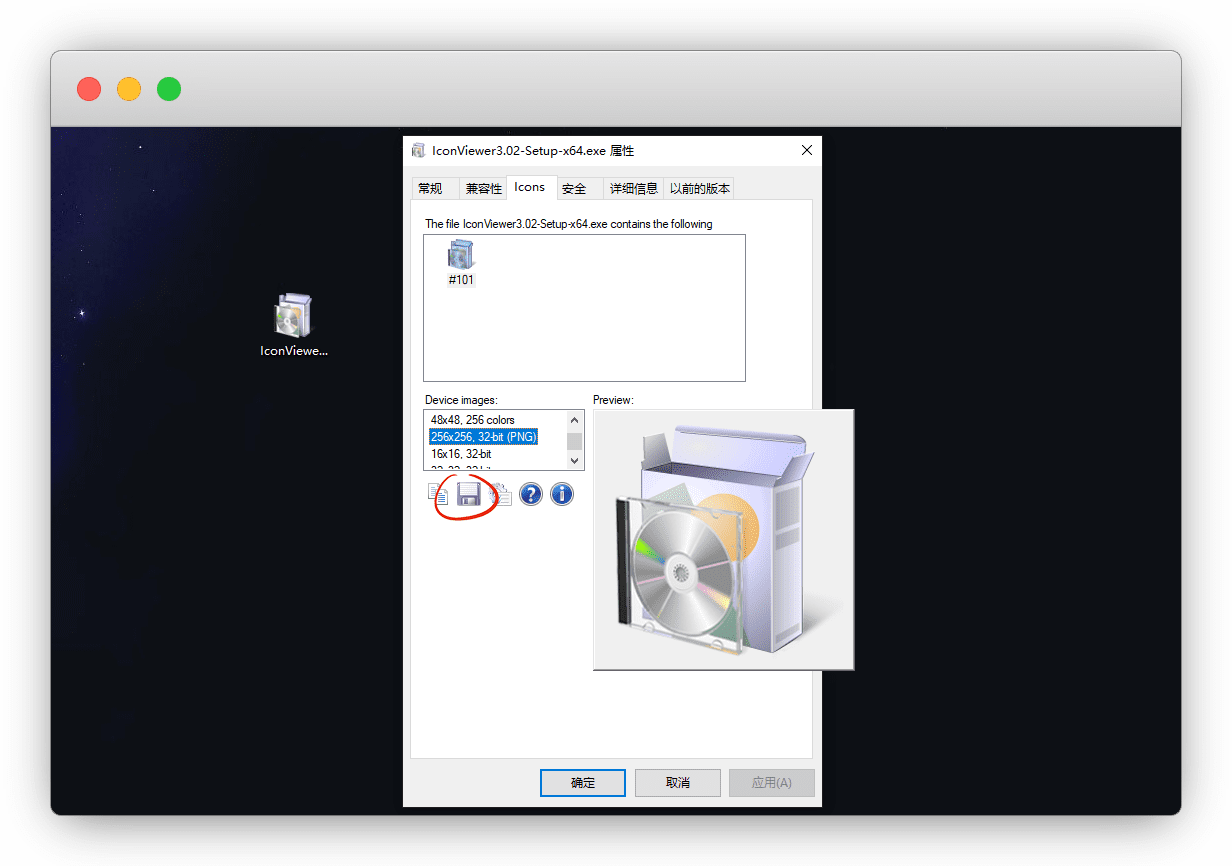 IconViewer3.02-Setup-x64.exe 属性
常规 兼容性 Icons 安全 详细信息 以前的版本
The file IconViewer3.02-Setup-x64.exe contains the following
#101
IconViewe...
Device images:
Preview:
48x48, 256 colors
256x256, 32-bit (PNG)
16x16, 32-bit
确定 取消 应用(A)